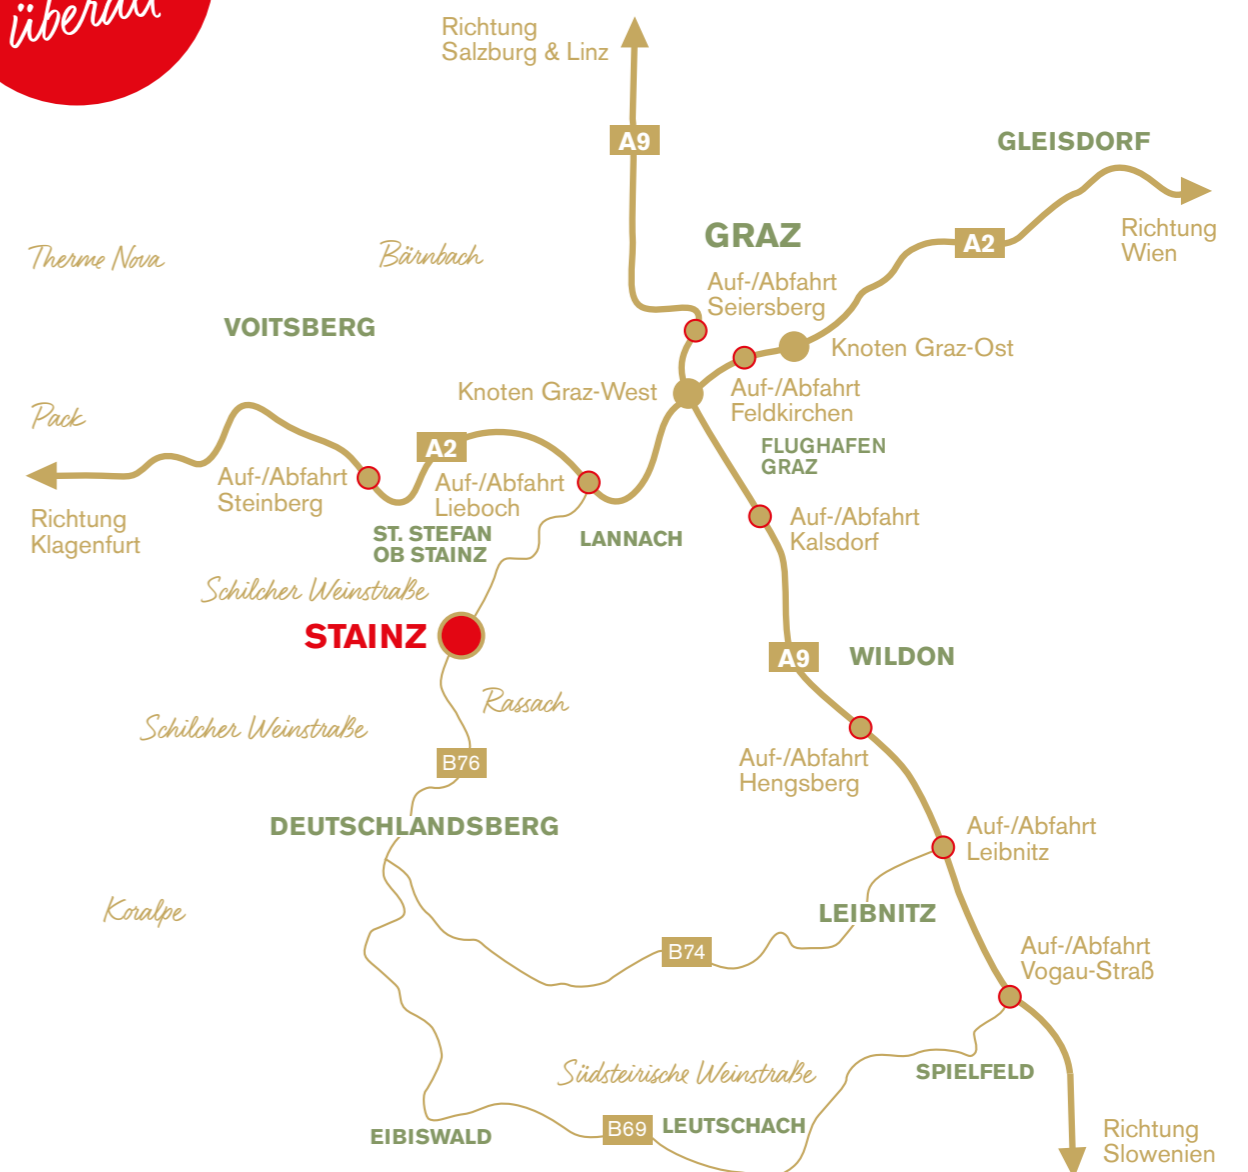 überall
Richtung
Salzburg & Linz
A9
GLEISDORF
Richtung
Wien
A2
GRAZ
Therme Nova
Bärnbach
Auf-/Abfahrt
Seiersberg
VOITSBERG
Knoten Graz-Ost
Knoten Graz-West
Auf-/Abfahrt
Feldkirchen
Pack
A2
FLUGHAFEN
GRAZ
Auf-/Abfahrt
Steinberg
Auf-/Abfahrt
Lieboch
Richtung
Klagenfurt
ST. STEFAN
OB STAINZ
LANNACH
Auf-/Abfahrt
Kalsdorf
Schilcher Weinstraße
STAINZ
A9
WILDON
Rassach
Schilcher Weinstraße
B76
Auf-/Abfahrt
Hengsberg
DEUTSCHLANDSBERG
Auf-/Abfahrt
Leibnitz
Koralpe
LEIBNITZ
B74
Auf-/Abfahrt
Vogau-Straß
Südsteirische Weinstraße
SPIELFELD
EIBISWALD
B69
LEUTSCHACH
Richtung
Slowenien